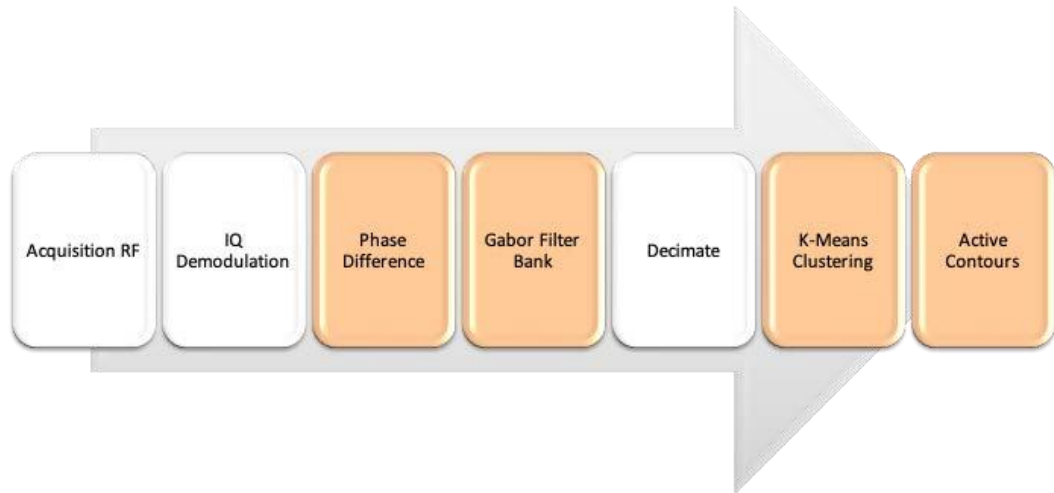 Acquisition RF
IQ
Demodulation
Phase
Difference
Gabor Filter
Bank
Decimate
K-Means
Clustering
Active
Contours